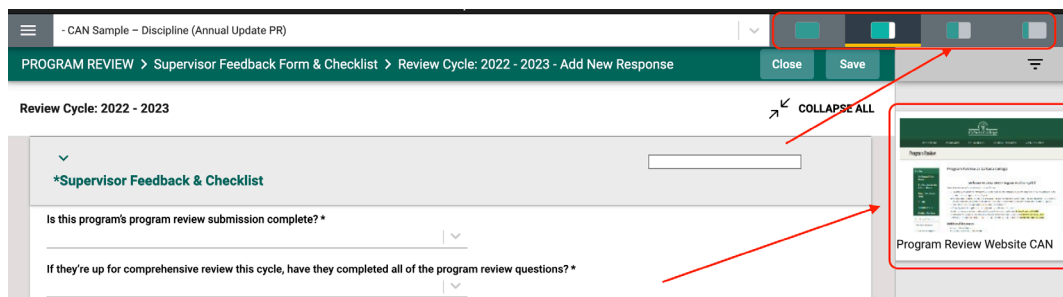 - CAN Sample – Discipline (Annual Update PR)
PROGRAM REVIEW > Supervisor Feedback Form & Checklist > Review Cycle: 2022 - 2023 - Add New Response
Close
Save
Review Cycle: 2022 - 2023
COLLAPSE ALL
*Supervisor Feedback & Checklist
Is this program's program review submission complete? *
If they're up for comprehensive review this cycle, have they completed all of the program review questions? *
Program Review
Program Review Website CAN